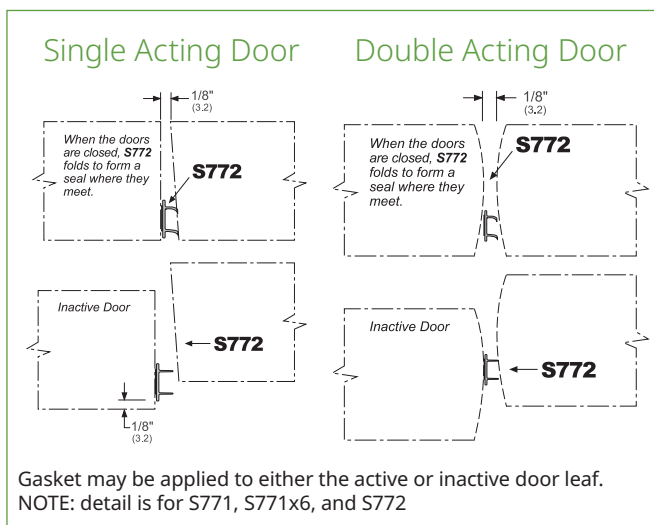 Single Acting Door
1/8"
(3.2)
When the doors
are closed, S772
folds to form a
seal where they
meet.
S772
Inactive Door
S772
1/8"
(3.2)
Double Acting Door
1/8"
(3.2)
When the doors
are closed, S772
folds to form a
seal where they
meet.
S772
Inactive Door
S772
Gasket may be applied to either the active or inactive door leaf.
NOTE: detail is for S771, S771x6, and S772